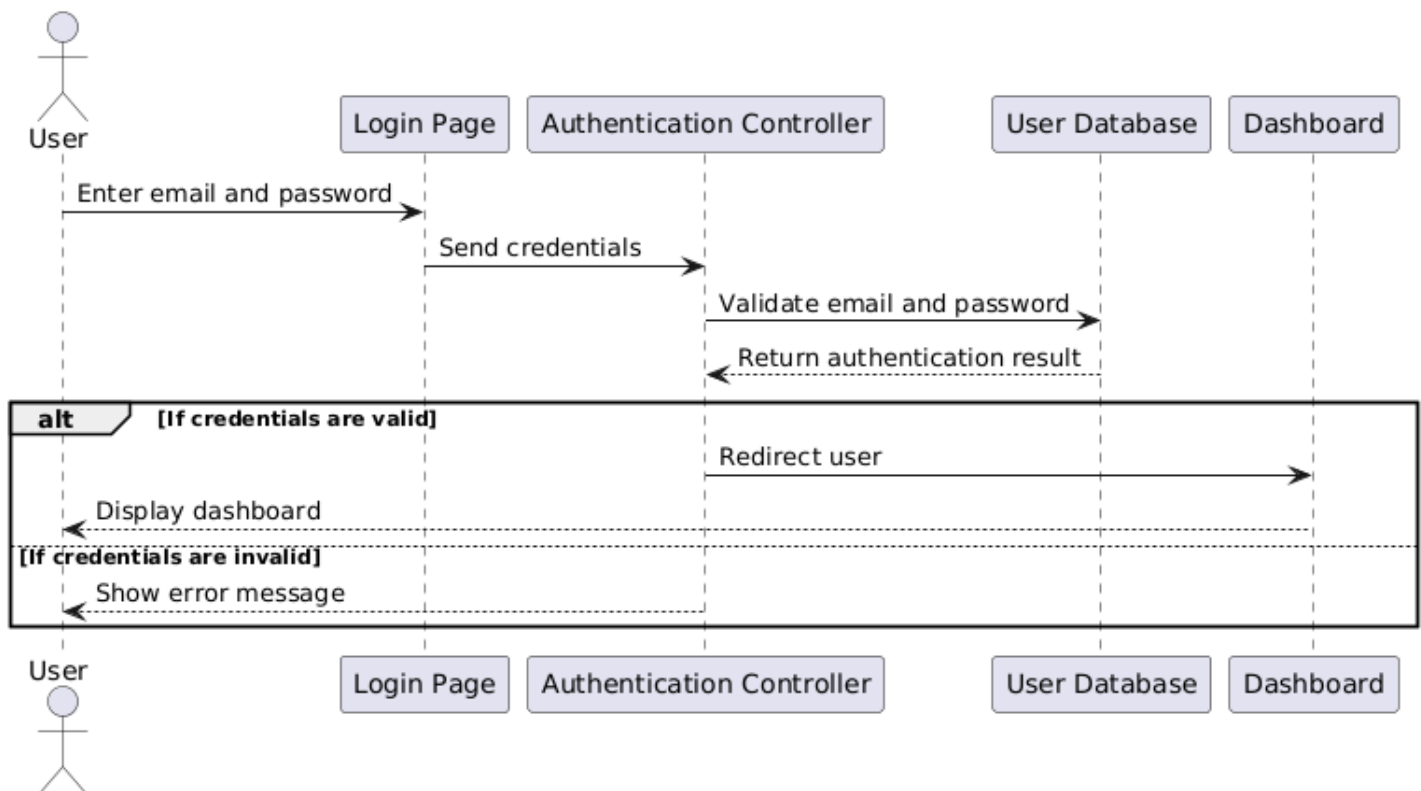 User
Login Page
Authentication Controller
User Database
Dashboard
Enter email and password
Send credentials
Validate email and password
Return authentication result
alt
[If credentials are valid]
Redirect user
Display dashboard
[If credentials are invalid]
Show error message
User
Login Page
Authentication Controller
User Database
Dashboard